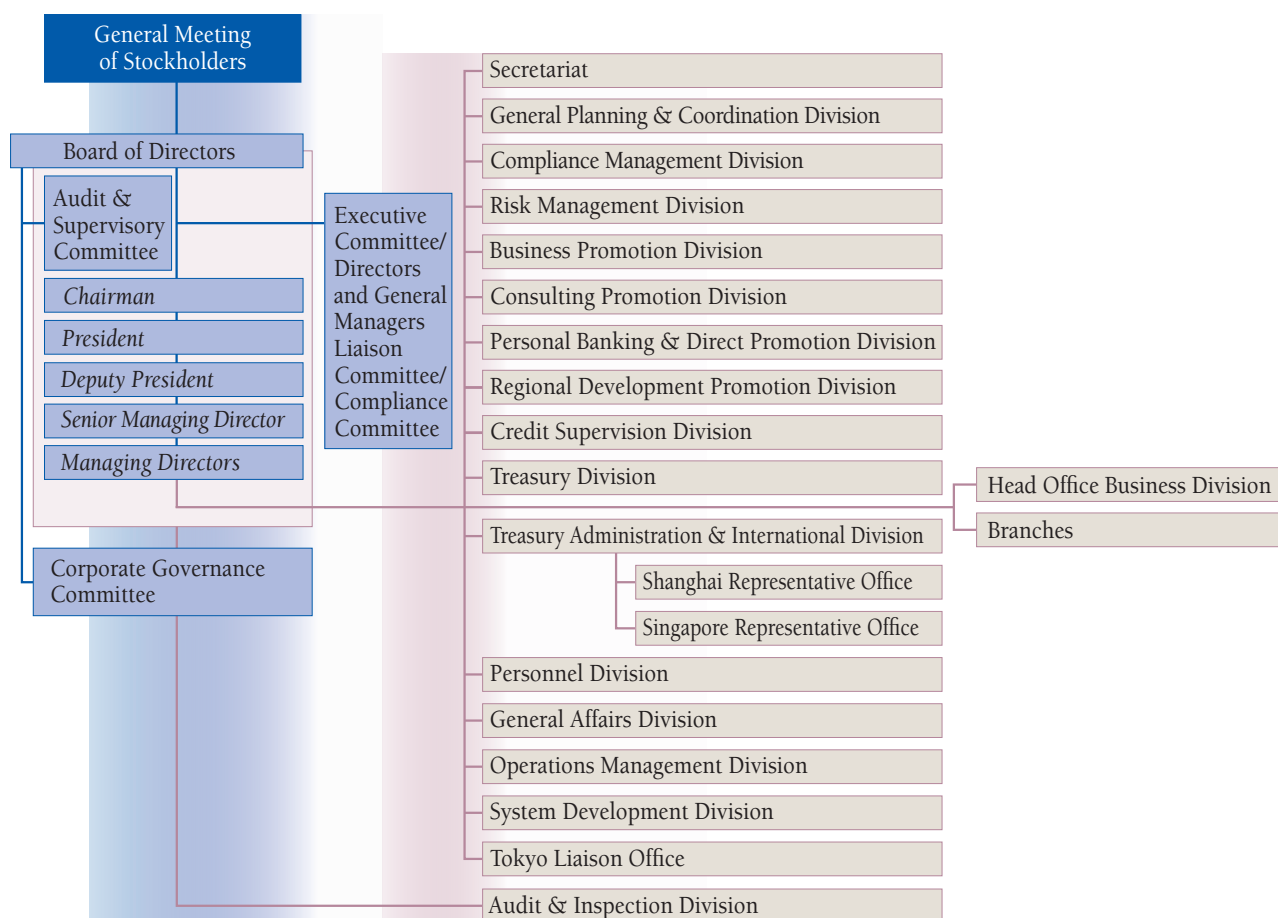 General Meeting
of Stockholders
Board of Directors
Audit &
Supervisory
Committee
Chairman
President
Deputy President
Senior Managing Director
Managing Directors
Corporate Governance
Committee
Executive
Committee/
Directors
and General
Managers
Liaison
Committee/
Compliance
Committee
Secretariat
General Planning & Coordination Division
Compliance Management Division
Risk Management Division
Business Promotion Division
Consulting Promotion Division
Personal Banking & Direct Promotion Division
Regional Development Promotion Division
Credit Supervision Division
Treasury Division
Treasury Administration & International Division
Shanghai Representative Office
Singapore Representative Office
Personnel Division
General Affairs Division
Operations Management Division
System Development Division
Tokyo Liaison Office
Audit & Inspection Division
Head Office Business Division
Branches